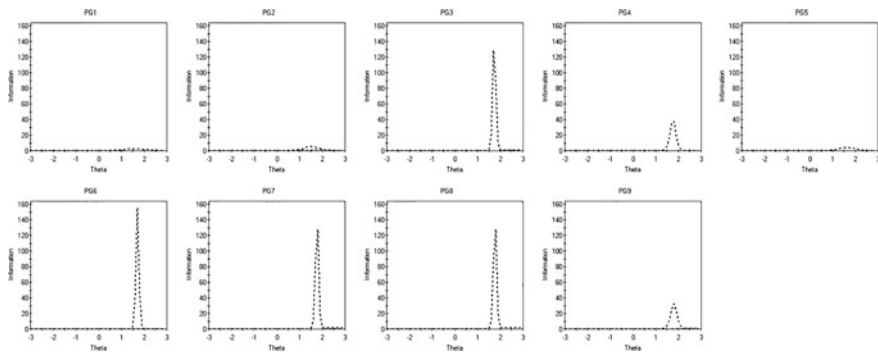 PG1 PG2 PG3 PG4 PG5
160 160 160 160 160
140 140 140 140 140
120 120 120 120 120
100 100 100 100 100
80 80 80 80 80
60 60 60 60 60
40 40 40 40 40
20 20 20 20 20
0 0 0 0 0
Information Information Information Information Information
-3 -2 -1 0 1 2 3 -3 -2 -1 0 1 2 3 -3 -2 -1 0 1 2 3 -3 -2 -1 0 1 2 3 -3 -2 -1 0 1 2 3
Theta Theta Theta Theta Theta
PG6 PG7 PG8 PG9
160 160 160 160
140 140 140 140
120 120 120 120
100 100 100 100
80 80 80 80
60 60 60 60
40 40 40 40
20 20 20 20
0 0 0 0
Information Information Information Information
-3 -2 -1 0 1 2 3 -3 -2 -1 0 1 2 3 -3 -2 -1 0 1 2 3 -3 -2 -1 0 1 2 3
Theta Theta Theta Theta